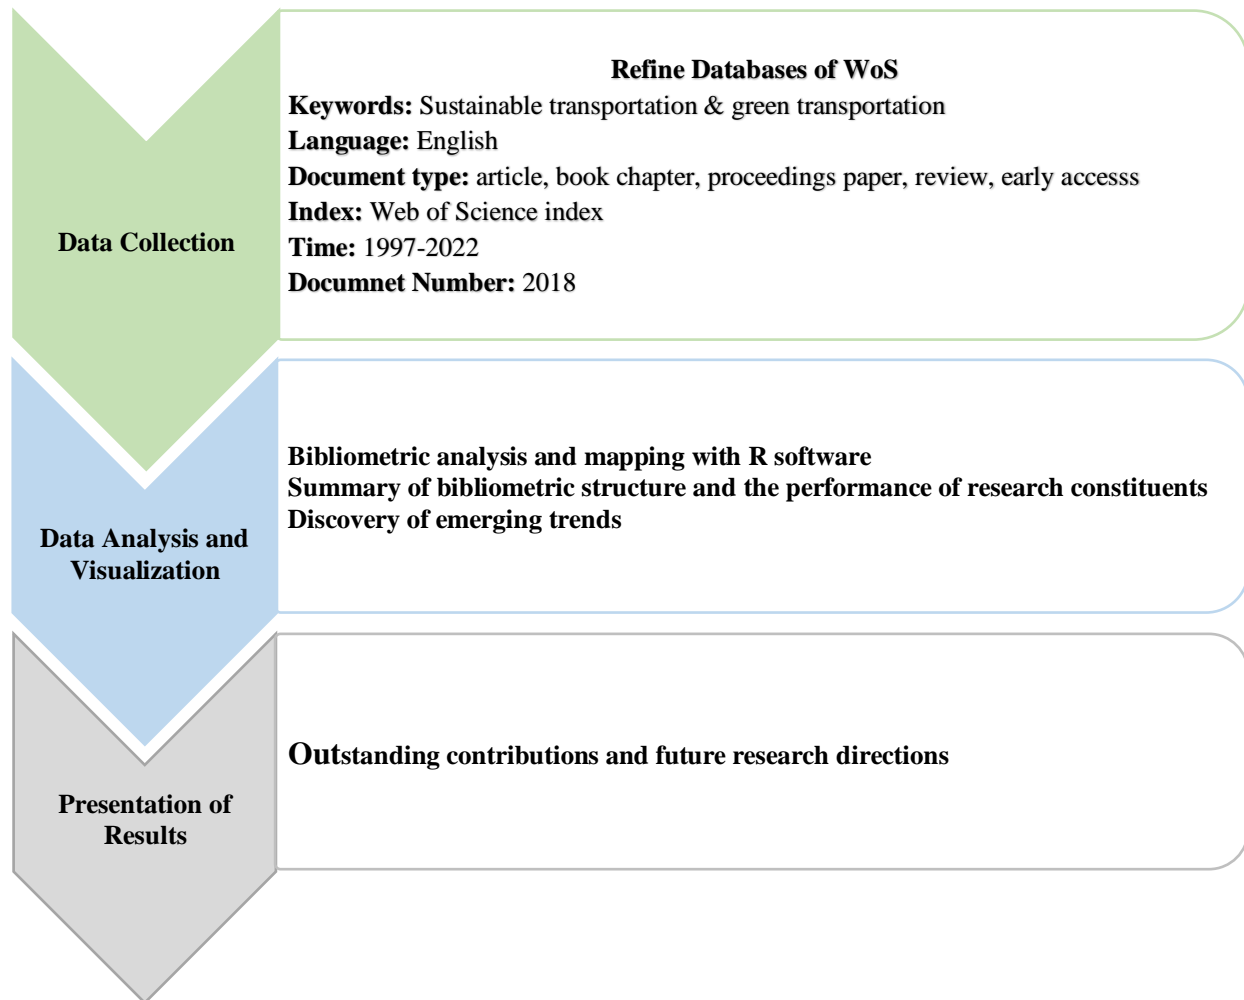 Refine Databases of WoS
Keywords: Sustainable transportation & green transportation
Language: English
Document type: article, book chapter, proceedings paper, review, early accesss
Index: Web of Science index
Time: 1997-2022
Documnet Number: 2018
Data Collection
Bibliometric analysis and mapping with R software
Summary of bibliometric structure and the performance of research constituents
Discovery of emerging trends
Data Analysis and
Visualization
Outstanding contributions and future research directions
Presentation of
Results